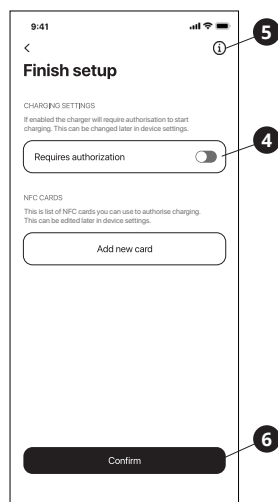 9:41
5
Finish setup
CHARGING SETTINGS
If enabled the charger will require authorisation to start
charging. This can be changed later in device settings.
4
Requires authorization
NFC CARDS
This is list of NFC cards you can use to authorise charging.
This can be edited later in device settings.
Add new card
6
Confirm